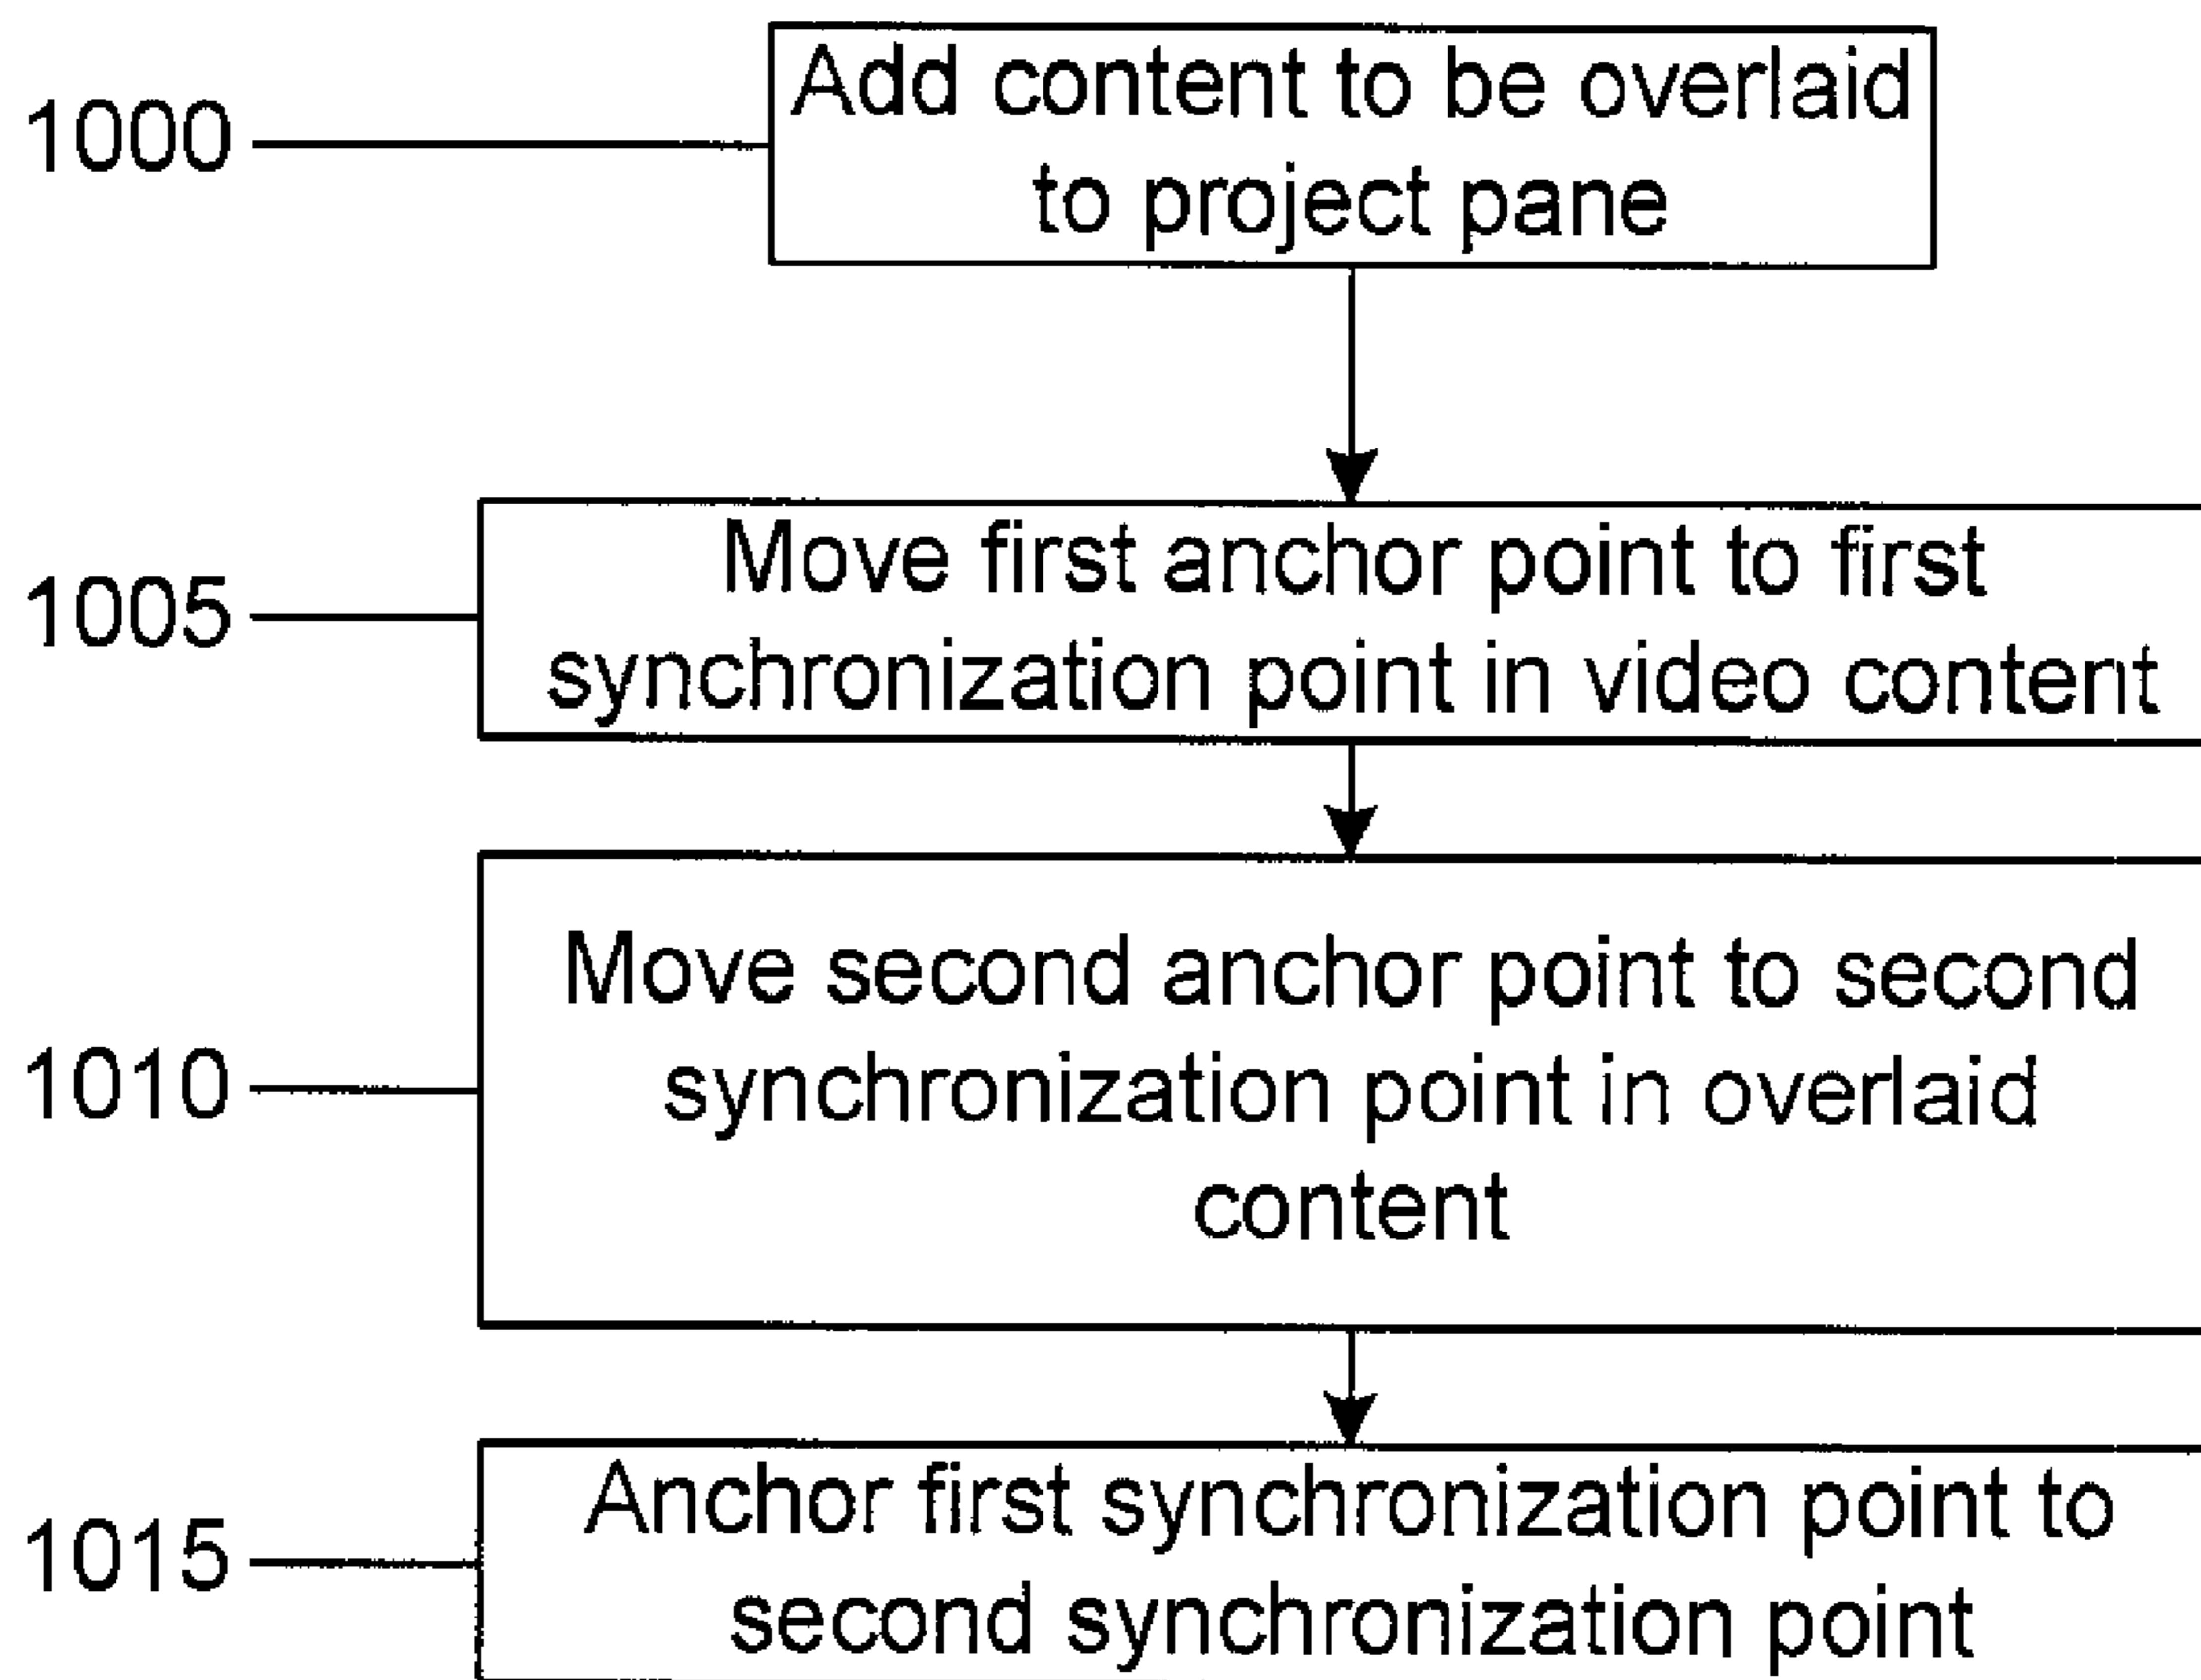 1000
Add content to be overlaid
to project pane
1005
Move first anchor point to first
synchronization point in video content
1010
Move second anchor point to second
synchronization point in overlaid
content
1015
Anchor first synchronization point to
second synchronization point